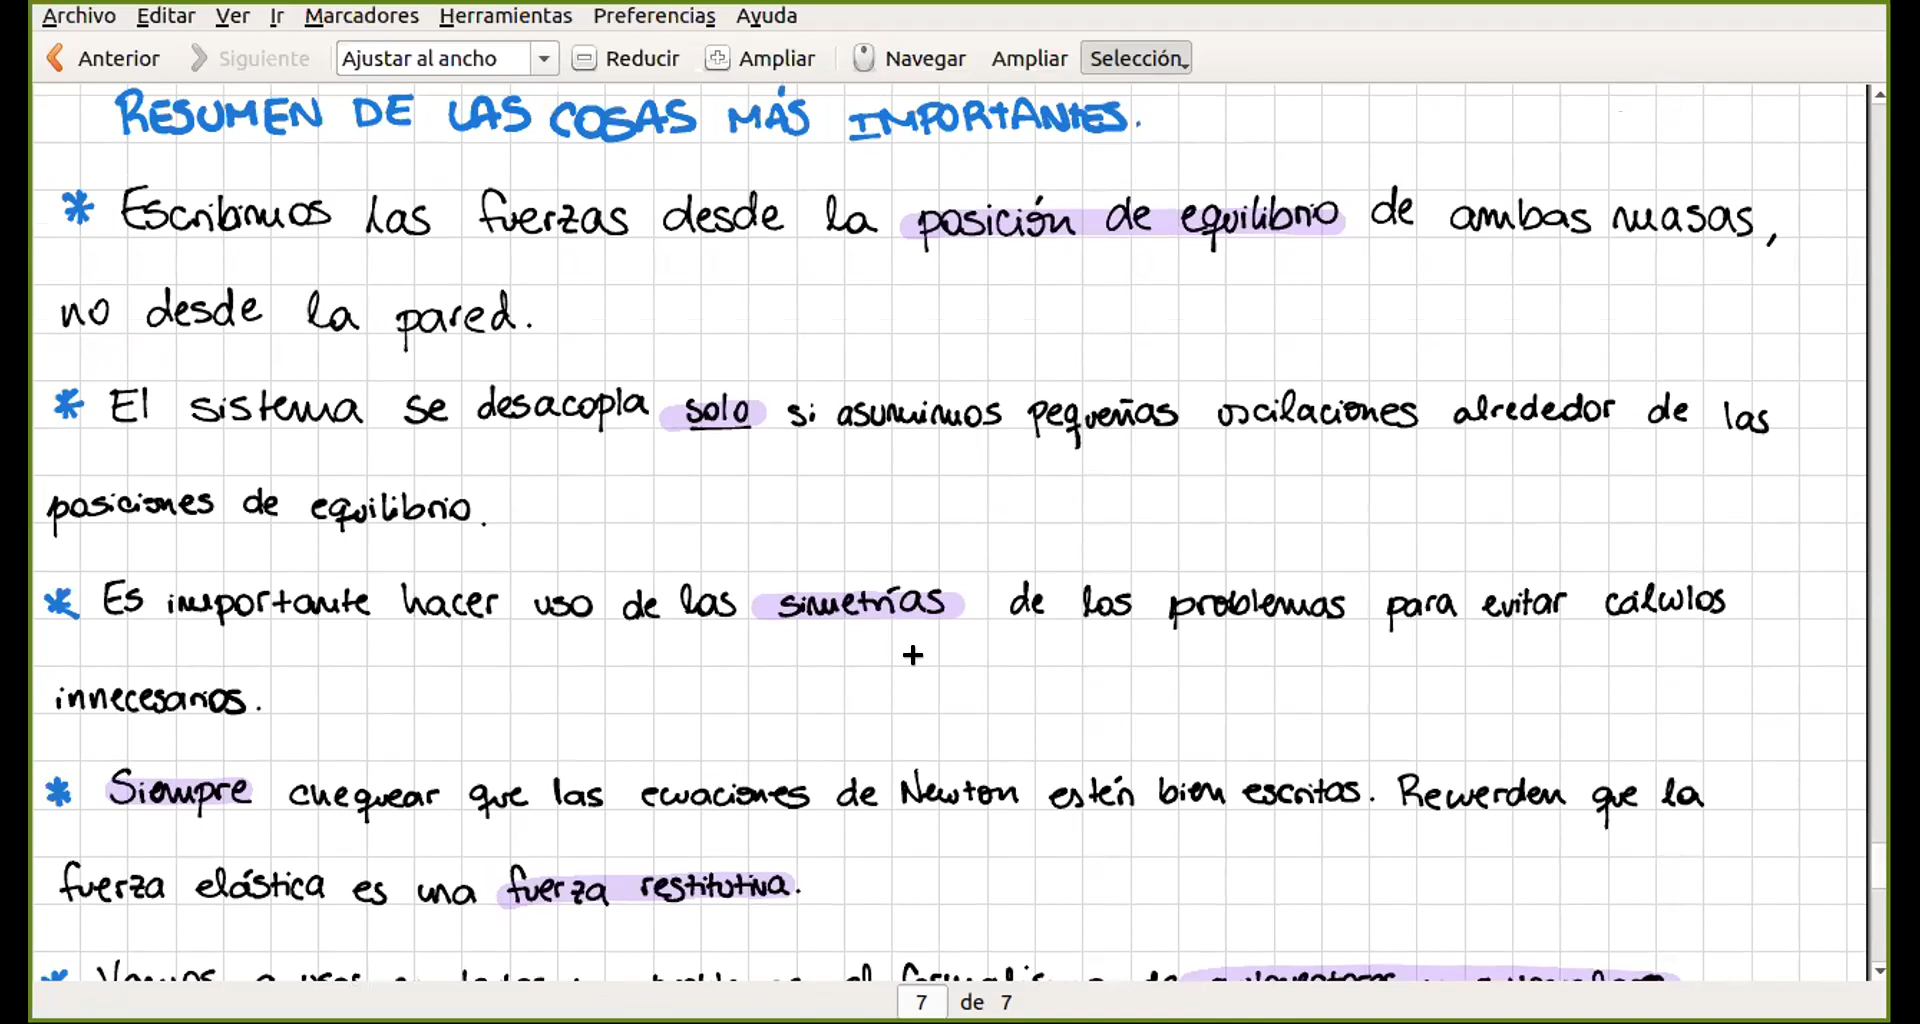 Archivo Editar Ver Ir Marcadores Herramientas Preferencias Ayuda
Anterior Siguiente Ajustar al ancho Reducir Ampliar Navegar Ampliar Selección
RESUMEN DE LAS COSAS MÁS IMPORTANTES.
* Escribimos las fuerzas desde la posición de equilibrio de ambas masas,
no desde la pared.
* El sistema se desacopla solo si asumimos pequeñas oscilaciones alrededor de las
posiciones de equilibrio.
* Es importante hacer uso de las simetrías de los problemas para evitar cálculos
innecesarios.
* Siempre chequear que las ecuaciones de Newton estén bien escritas. Recuerden que la
fuerza elástica es una fuerza restitutiva.
* Vamos a usar
7 de 7